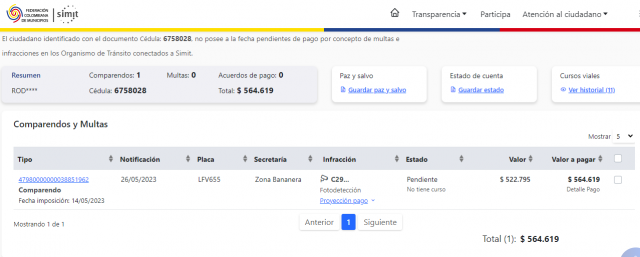 FEDERACIÓN
COLOMBIANA
DE MUNICIPIOS
simit
Transparencia
Participa
Atención al ciudadano
El ciudadano identificado con el documento Cédula: 6758028, no posee a la fecha pendientes de pago por concepto de multas e
infracciones en los Organismo de Tránsito conectados a Simit.
Resumen
Comparendos: 1
Multas: 0
Acuerdos de pago: 0
ROD****
Cédula: 6758028
Total: $ 564.619
Paz y salvo
Guardar paz y salvo
Estado de cuenta
Guardar estado
Cursos viales
Ver historial (11)
Comparendos y Multas
Mostrar 5
Tipo Notificación Placa Secretaría Infracción Estado Valor Valor a pagar
47980000000038851962 26/05/2023 LFV655 Zona Bananera C29... Pendiente $ 522.795 $ 564.619
Comparendo Fotodetección No tiene curso Detalle Pago
Fecha imposición: 14/05/2023 Proyección pago
Mostrando 1 de 1
Anterior 1 Siguiente
Total (1): $ 564.619